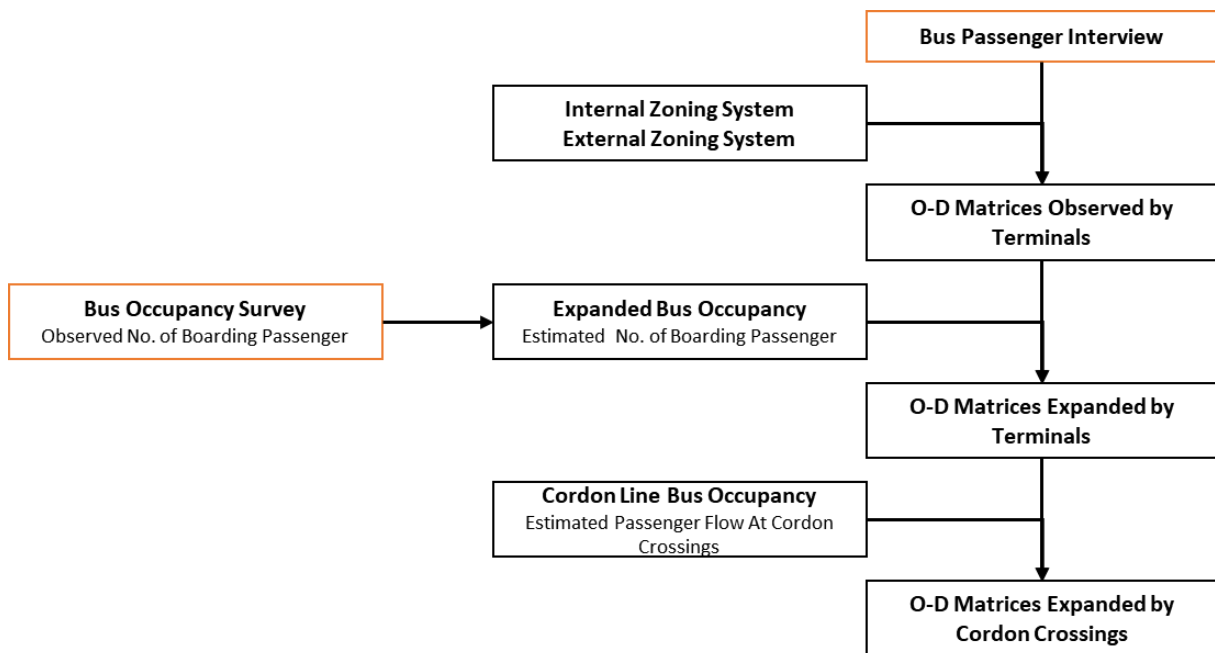 Bus Passenger Interview
Internal Zoning System
External Zoning System
O-D Matrices Observed by
Terminals
Bus Occupancy Survey
Observed No. of Boarding Passenger
Expanded Bus Occupancy
Estimated No. of Boarding Passenger
O-D Matrices Expanded by
Terminals
Cordon Line Bus Occupancy
Estimated Passenger Flow At Cordon
Crossings
O-D Matrices Expanded by
Cordon Crossings